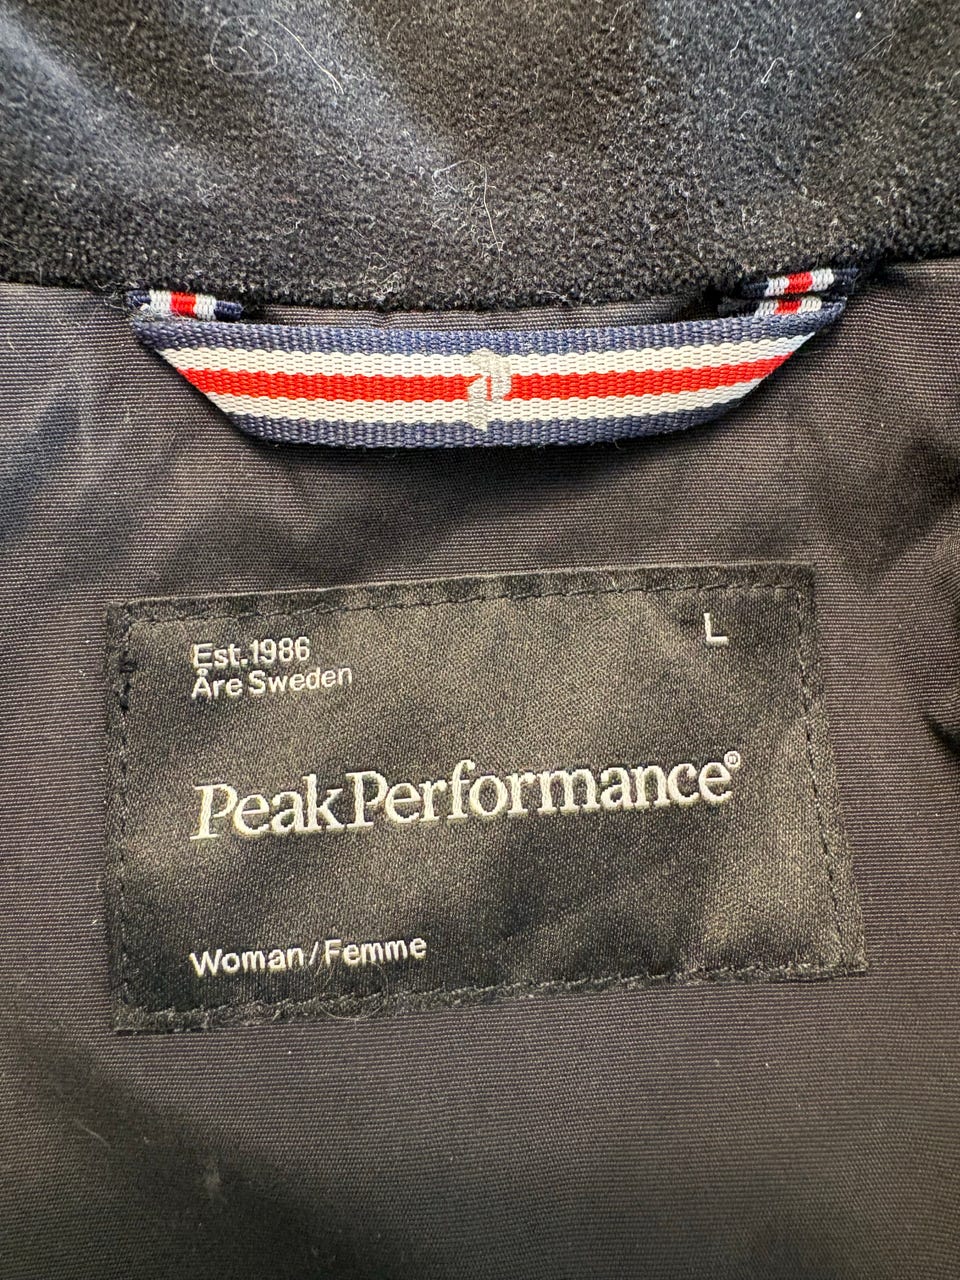 Est.1986
L
Åre Sweden
PeakPerformance®
Woman/Femme